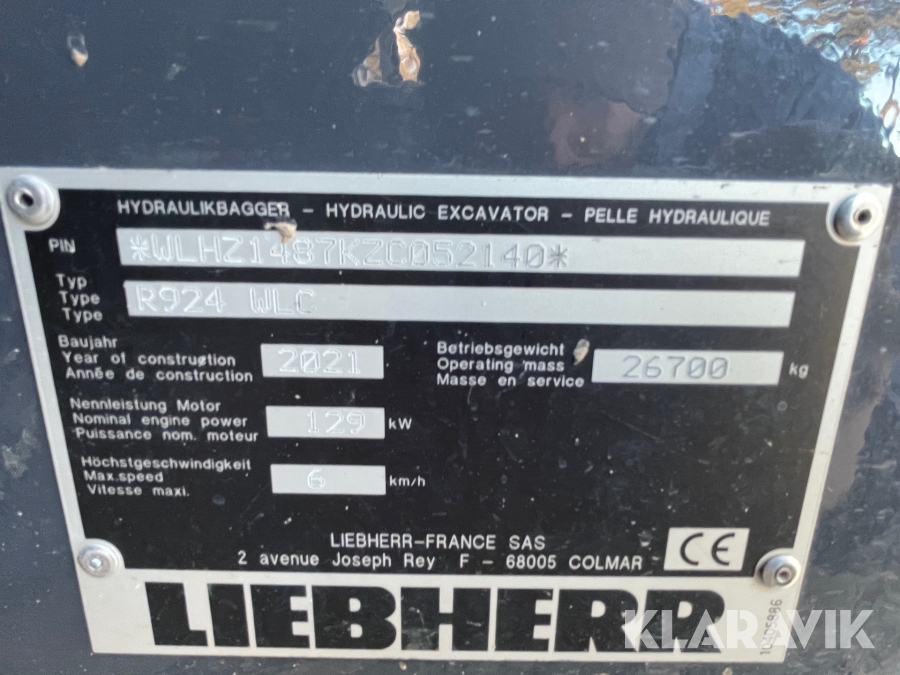 HYDRAULIKBAGGER - HYDRAULIC EXCAVATOR - PELLE HYDRAULIQUE
PIN *WLHZ1487KZC052140*
Typ
Type R924 WLC
Type
Baujahr
Year of construction 2021
Année de construction
Betriebsgewicht
Operating mass 26700 kg
Masse en service
Nennleistung Motor
Nominal engine power 129 kW
Puissance nom. moteur
Höchstgeschwindigkeit
Max.speed 6 km/h
Vitesse maxi.
LIEBHERR-FRANCE SAS
2 avenue Joseph Rey F - 68005 COLMAR
CE
LIEBHERR
10405886
KLARAVIK